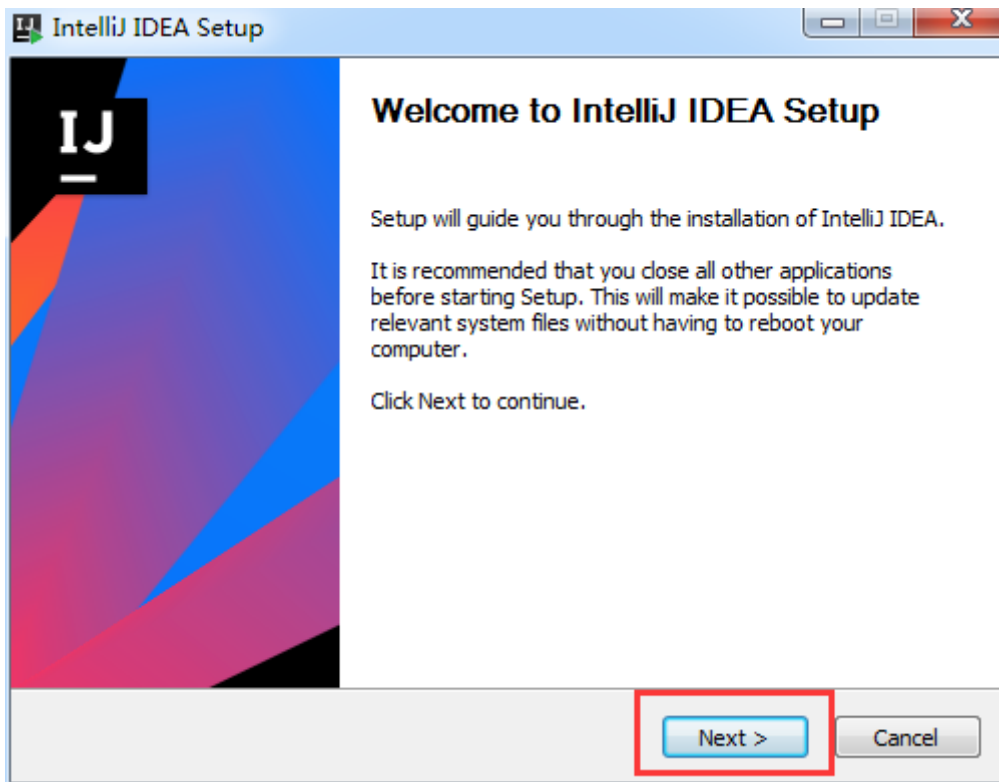 IntelliJ IDEA Setup
IJ
Welcome to IntelliJ IDEA Setup
Setup will guide you through the installation of IntelliJ IDEA.
It is recommended that you close all other applications
before starting Setup. This will make it possible to update
relevant system files without having to reboot your
computer.
Click Next to continue.
Next >
Cancel